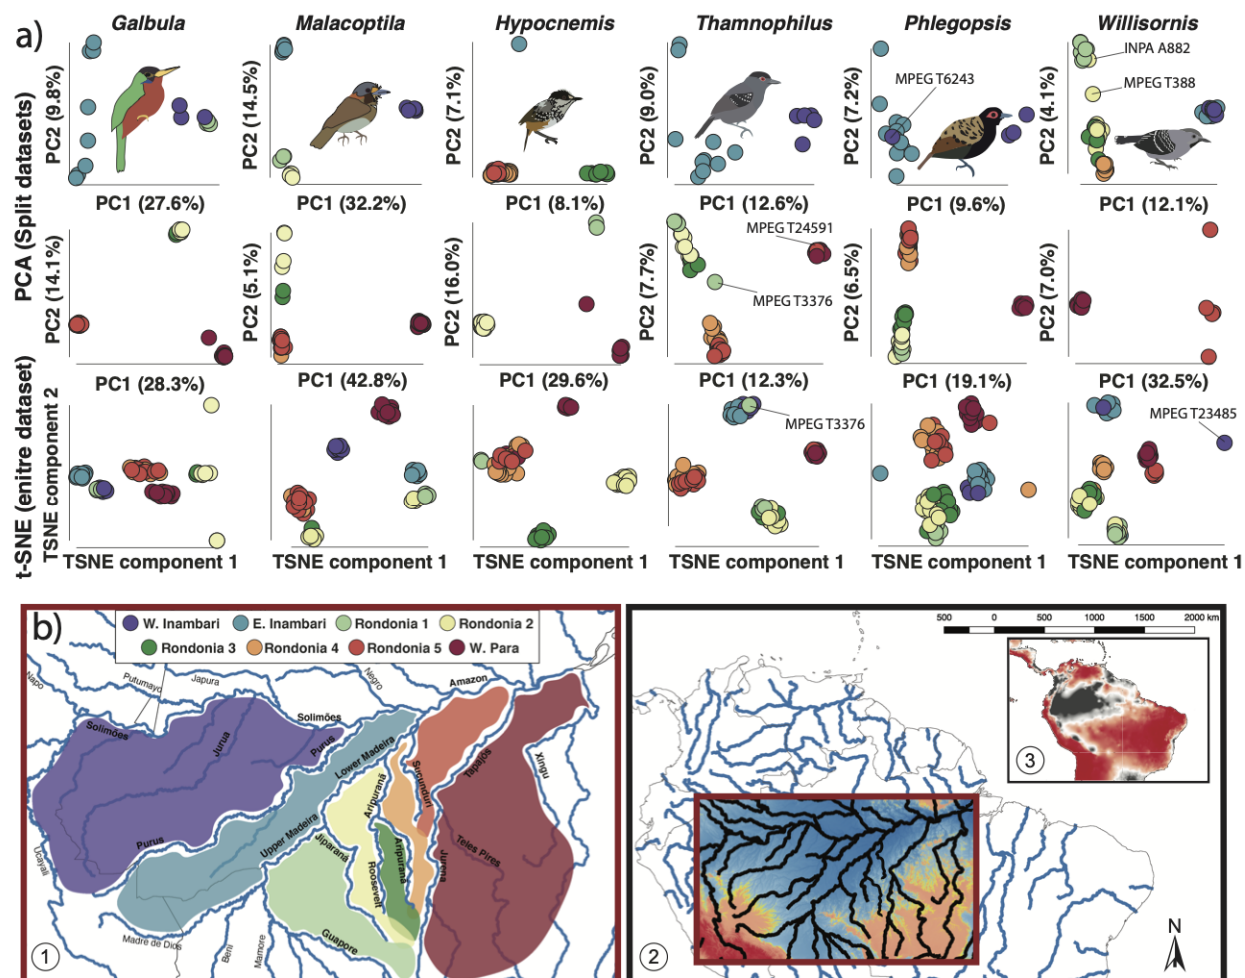 a)
Galbula
Malacoptila
Hypocnemis
Thamnophilus
Phlegopsis
Willisornis
PCA (Split datasets)
PC2 (9.8%)
PC1 (27.6%)
PC2 (14.5%)
PC1 (32.2%)
PC2 (7.1%)
PC1 (8.1%)
PC2 (9.0%)
PC1 (12.6%)
PC2 (7.2%)
MPEG T6243
PC1 (9.6%)
PC2 (4.1%)
INPA A882
MPEG T388
PC1 (12.1%)
PC2 (14.1%)
PC1 (28.3%)
PC2 (5.1%)
PC1 (42.8%)
PC2 (16.0%)
PC1 (29.6%)
PC2 (7.7%)
MPEG T24591
MPEG T3376
PC1 (12.3%)
PC2 (6.5%)
PC1 (19.1%)
PC2 (7.0%)
PC1 (32.5%)
t-SNE (enitre dataset)
TSNE component 2
MPEG T3376
MPEG T23485
TSNE component 1
TSNE component 1
TSNE component 1
TSNE component 1
TSNE component 1
TSNE component 1
b)
W. Inambari
E. Inambari
Rondonia 1
Rondonia 2
Rondonia 3
Rondonia 4
Rondonia 5
W. Para
Napo
Putumayo
Japura
Negro
Amazon
Solimões
Solimões
Jurua
Purus
Lower Madeira
Sucunduri
Tapajós
Xingu
Aripuranã
Purus
Upper Madeira
Jiparaná
Roosevelt
Aripurana
Juruena
Teles Pires
Ucayali
Madre de Dios
Beni
Mamore
Guapore
1
500 0 500 1000 1500 2000 km
3
2
N